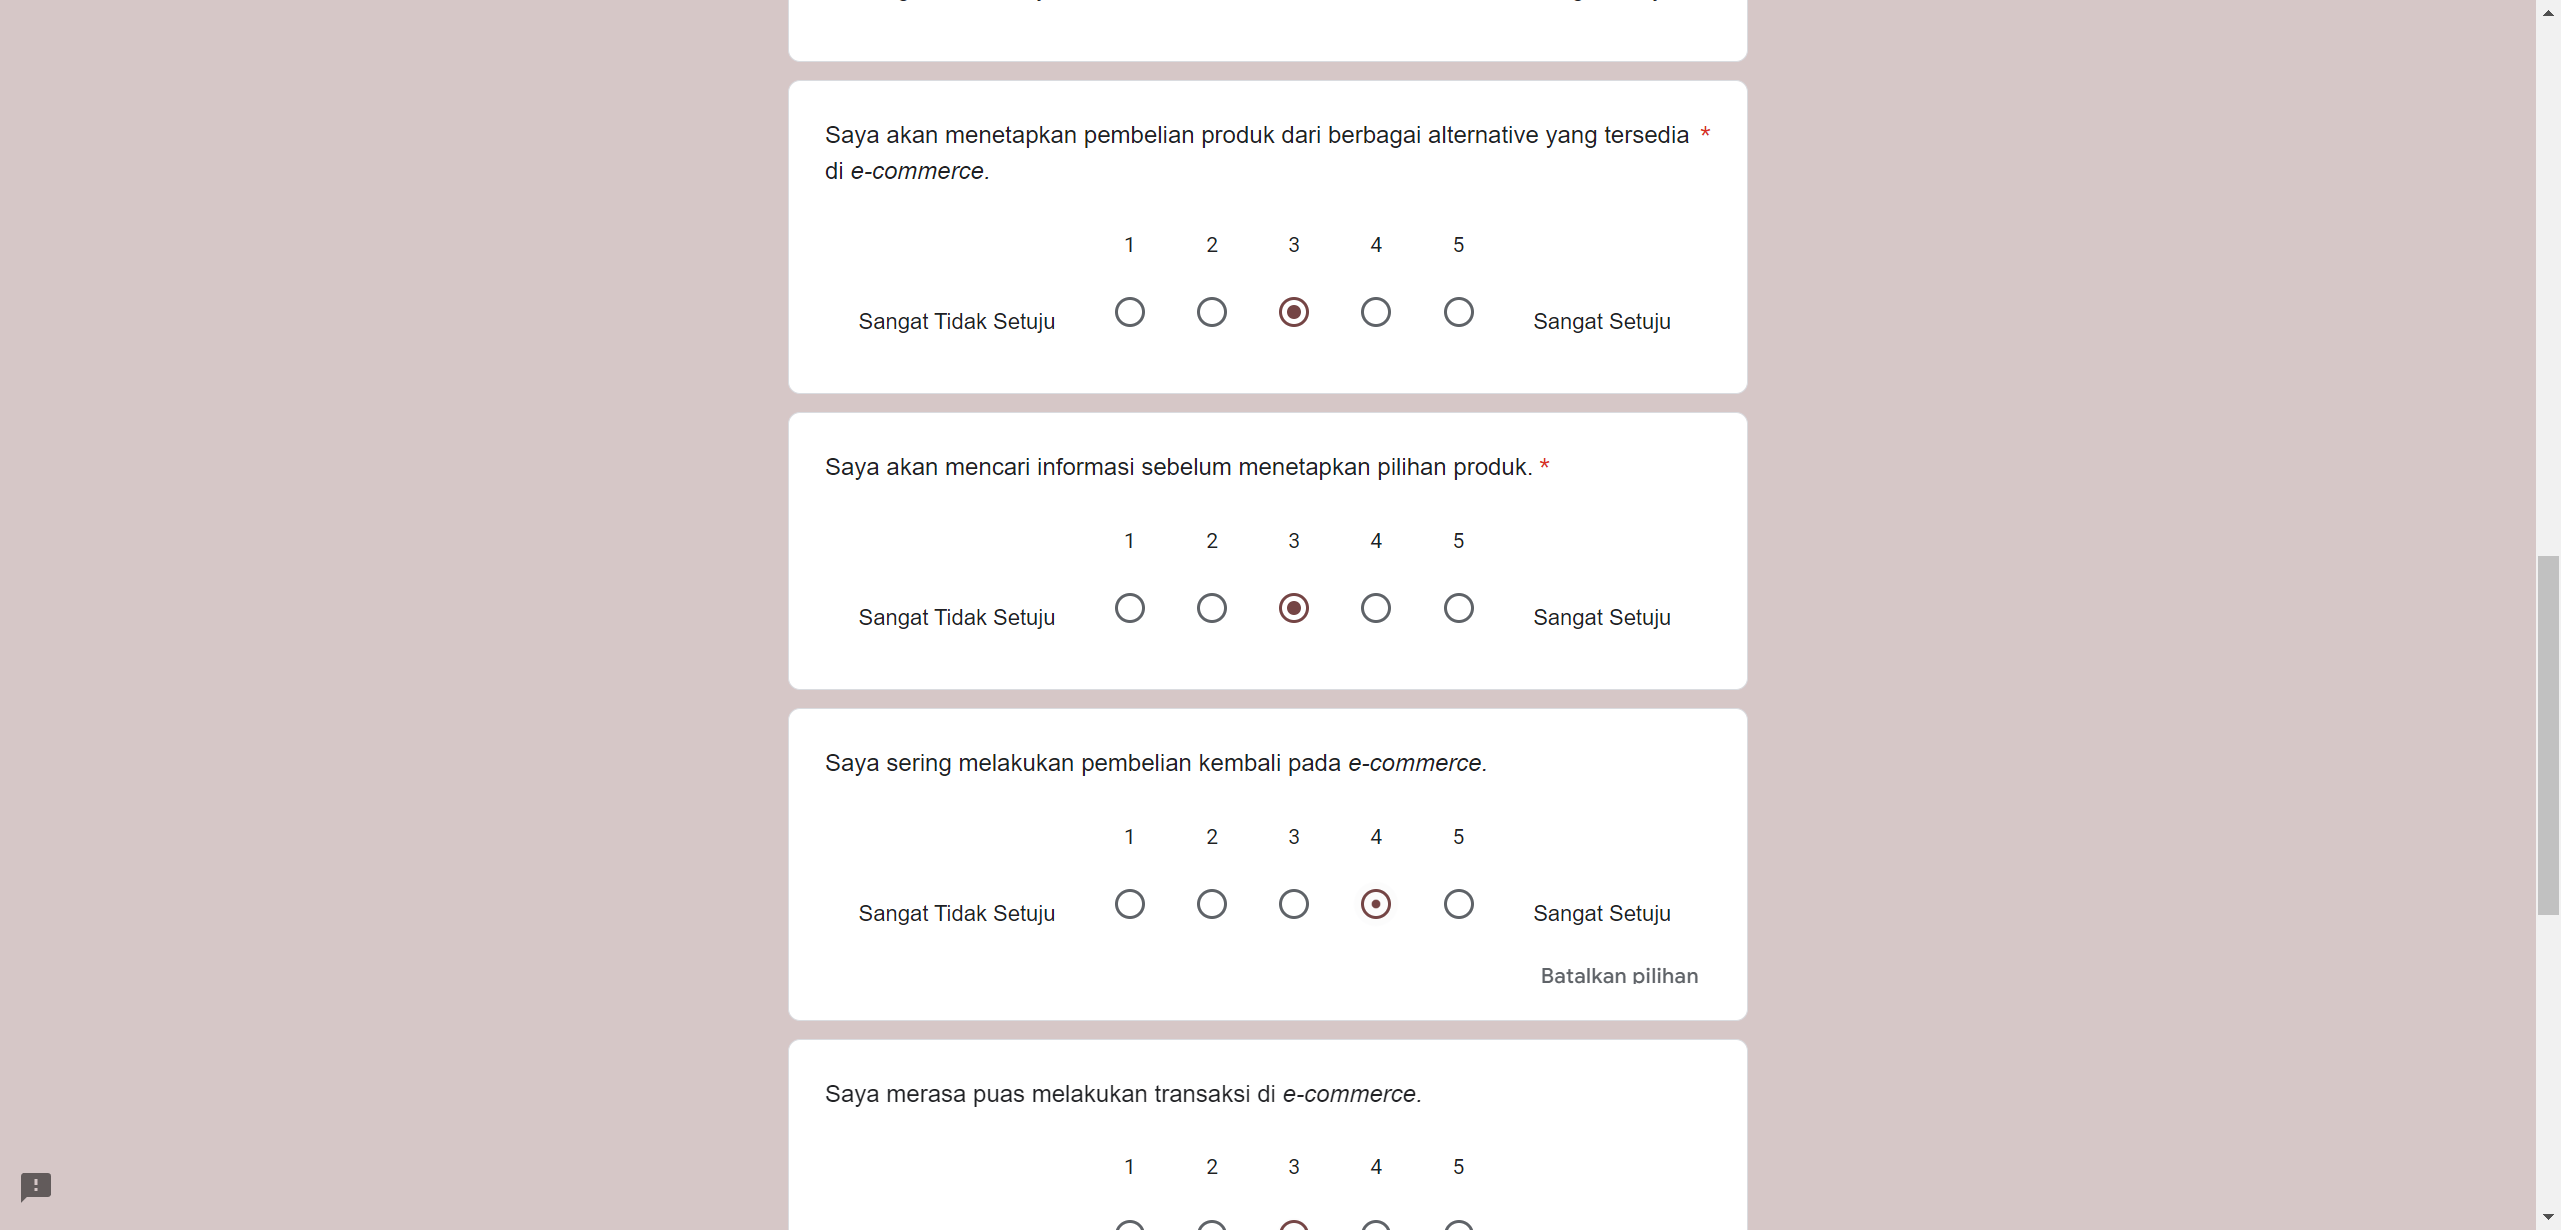 Saya akan menetapkan pembelian produk dari berbagai alternative yang tersedia *
di e-commerce.
1 2 3 4 5
Sangat Tidak Setuju Sangat Setuju
Saya akan mencari informasi sebelum menetapkan pilihan produk. *
1 2 3 4 5
Sangat Tidak Setuju Sangat Setuju
Saya sering melakukan pembelian kembali pada e-commerce.
1 2 3 4 5
Sangat Tidak Setuju Sangat Setuju
Batalkan pilihan
Saya merasa puas melakukan transaksi di e-commerce.
1 2 3 4 5